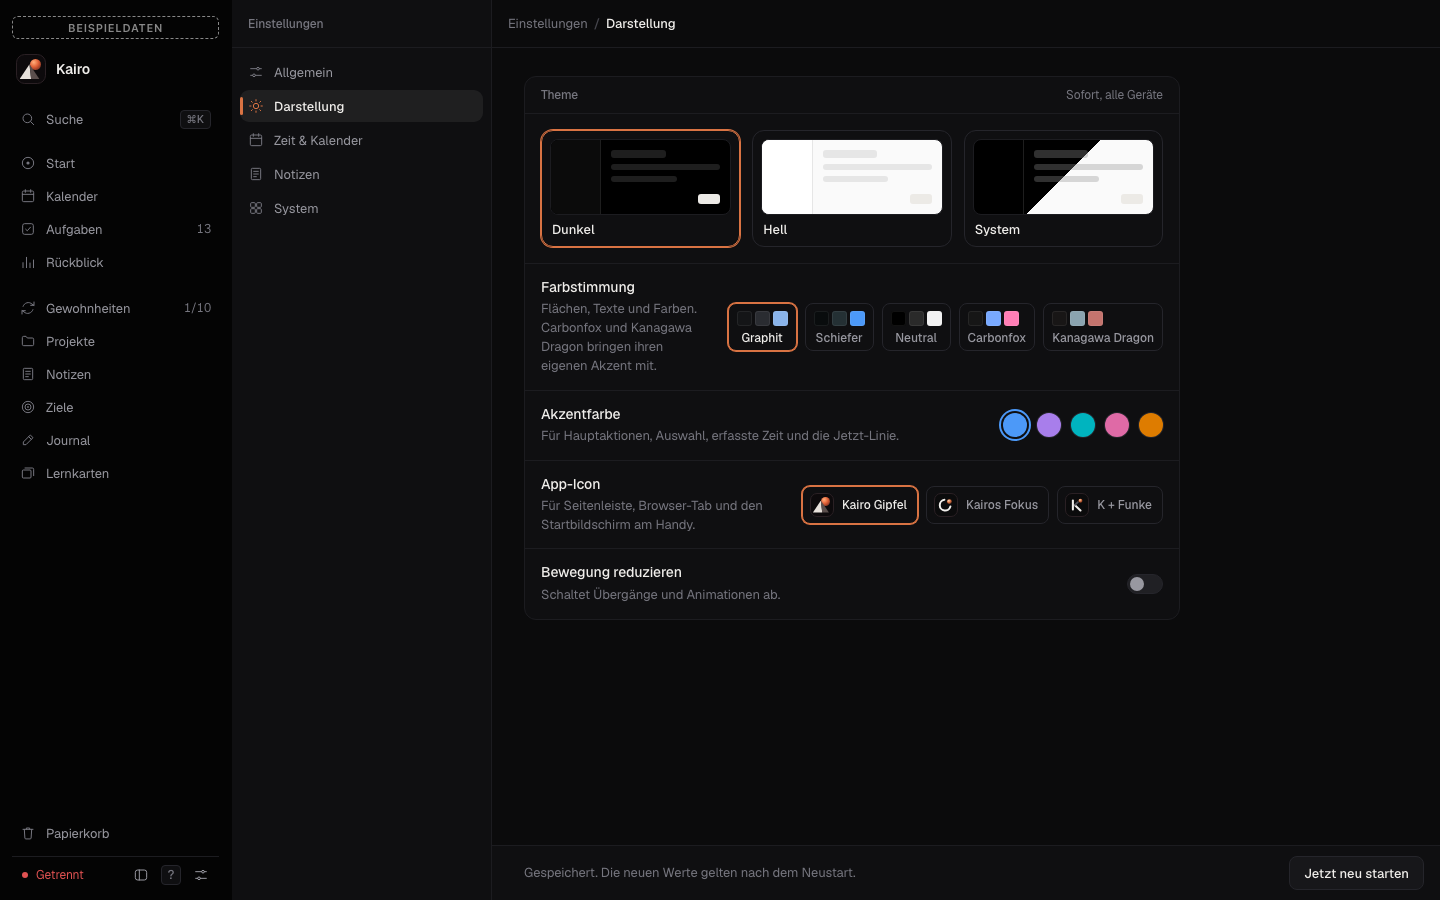 BEISPIELDATEN
Kairo
Suche ⌘K
Start
Kalender
Aufgaben 13
Rückblick
Gewohnheiten 1/10
Projekte
Notizen
Ziele
Journal
Lernkarten
Papierkorb
Getrennt ?
Einstellungen
Allgemein
Darstellung
Zeit & Kalender
Notizen
System
Einstellungen / Darstellung
Theme Sofort, alle Geräte
Dunkel Hell System
Farbstimmung
Flächen, Texte und Farben.
Carbonfox und Kanagawa
Dragon bringen ihren
eigenen Akzent mit.
Graphit Schiefer Neutral Carbonfox Kanagawa Dragon
Akzentfarbe
Für Hauptaktionen, Auswahl, erfasste Zeit und die Jetzt-Linie.
App-Icon
Für Seitenleiste, Browser-Tab und den
Startbildschirm am Handy.
Kairo Gipfel Kairos Fokus K + Funke
Bewegung reduzieren
Schaltet Übergänge und Animationen ab.
Gespeichert. Die neuen Werte gelten nach dem Neustart.
Jetzt neu starten